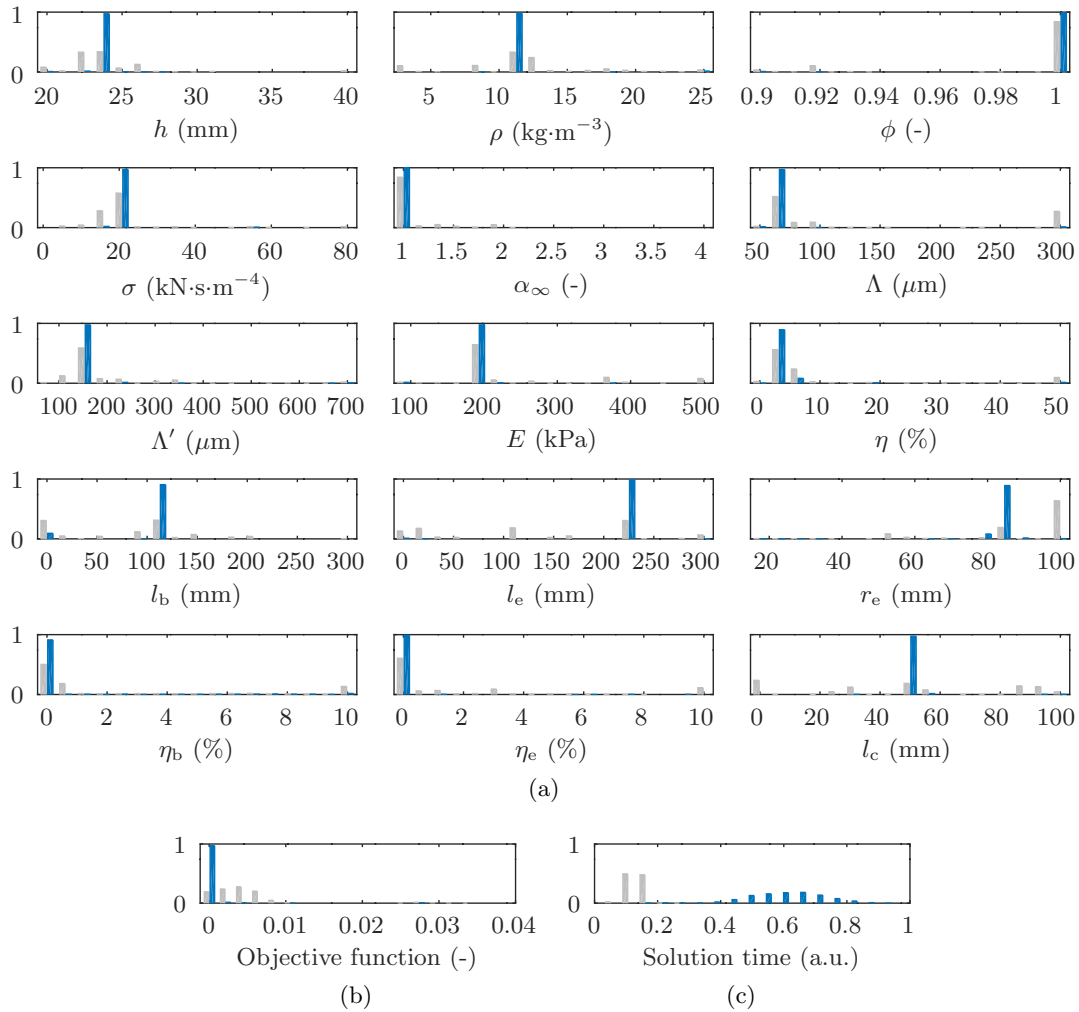 1
0
20 25 30 35 40
h (mm)
5 10 15 20 25
ρ (kg·m⁻³)
0.9 0.92 0.94 0.96 0.98 1
ϕ (-)
1
0
0 20 40 60 80
σ (kN·s·m⁻⁴)
1 1.5 2 2.5 3 3.5 4
α∞ (-)
50 100 150 200 250 300
Λ (μm)
1
0
100 200 300 400 500 600 700
Λ′ (μm)
100 200 300 400 500
E (kPa)
0 10 20 30 40 50
η (%)
1
0
0 50 100 150 200 250 300
l_b (mm)
0 50 100 150 200 250 300
l_e (mm)
20 40 60 80 100
r_e (mm)
1
0
0 2 4 6 8 10
η_b (%)
0 2 4 6 8 10
η_e (%)
0 20 40 60 80 100
l_c (mm)
(a)
1
0
0 0.01 0.02 0.03 0.04
Objective function (-)
(b)
1
0
0 0.2 0.4 0.6 0.8 1
Solution time (a.u.)
(c)